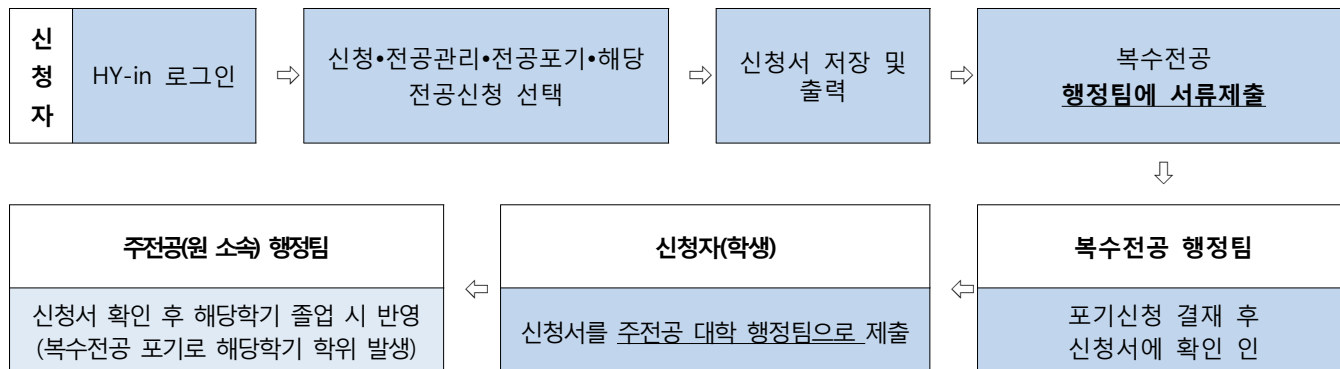 신
청
자
HY-in 로그인
⇨
신청•전공관리•전공포기•해당
전공신청 선택
⇨
신청서 저장 및
출력
⇨
복수전공
행정팀에 서류제출
⇩
복수전공 행정팀
포기신청 결재 후
신청서에 확인 인
⇦
신청자(학생)
신청서를 주전공 대학 행정팀으로 제출
⇦
주전공(원 소속) 행정팀
신청서 확인 후 해당학기 졸업 시 반영
(복수전공 포기로 해당학기 학위 발생)